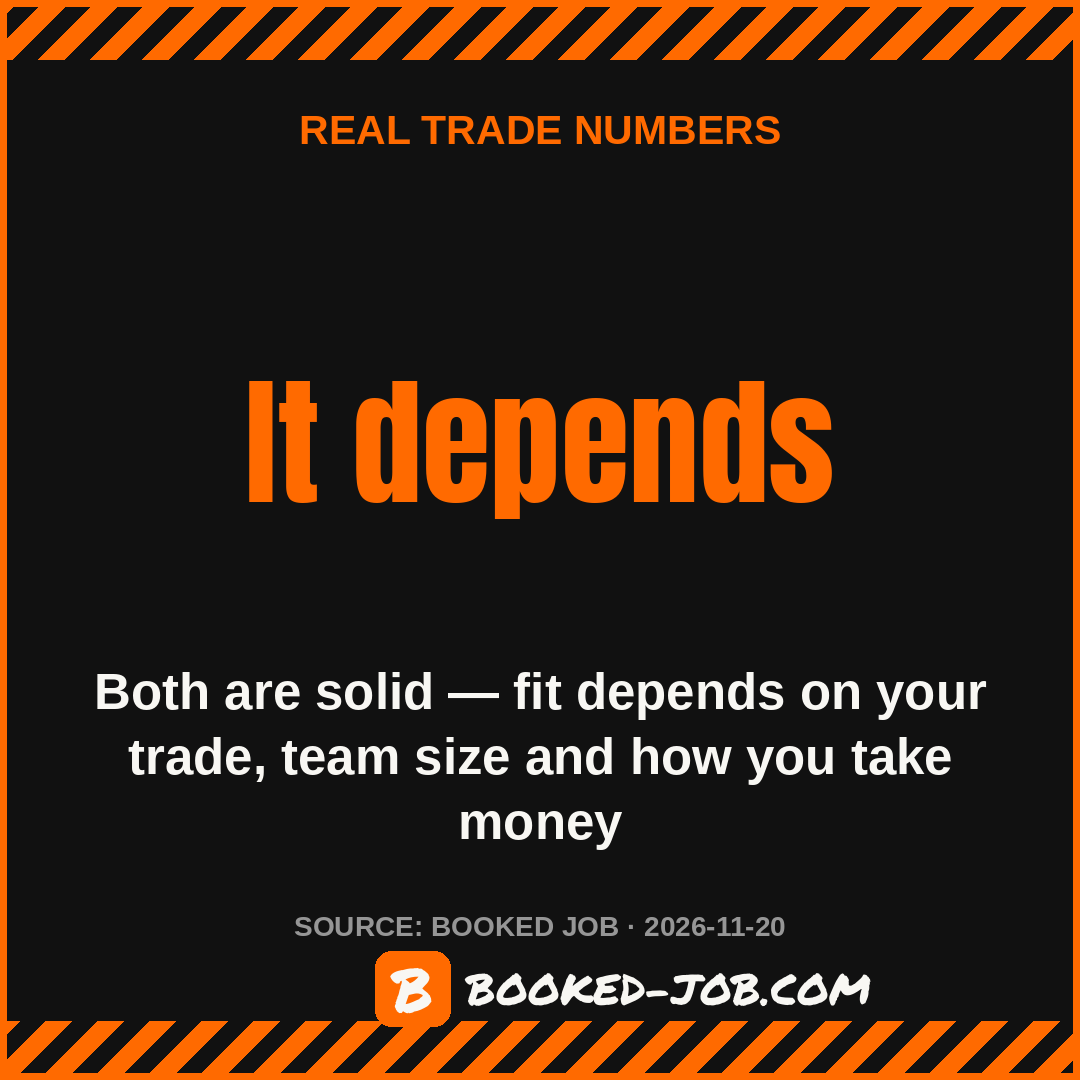 REAL TRADE NUMBERS
It depends
Both are solid — fit depends on your
trade, team size and how you take
money
SOURCE: BOOKED JOB · 2026-11-20
B BOOKED-JOB.COM